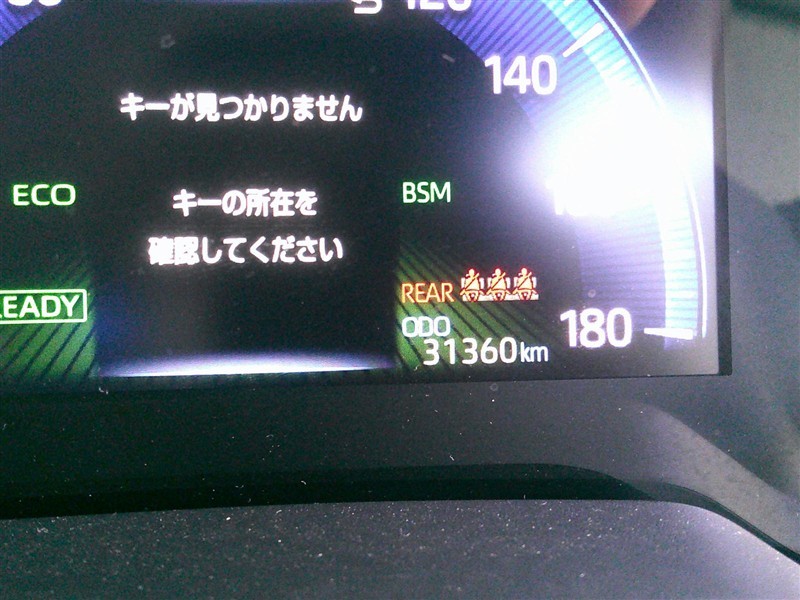 120
140
キーが見つかりません
ECO
キーの所在を
BSM
確認してください
REAR
READY
ODO
180
31360km